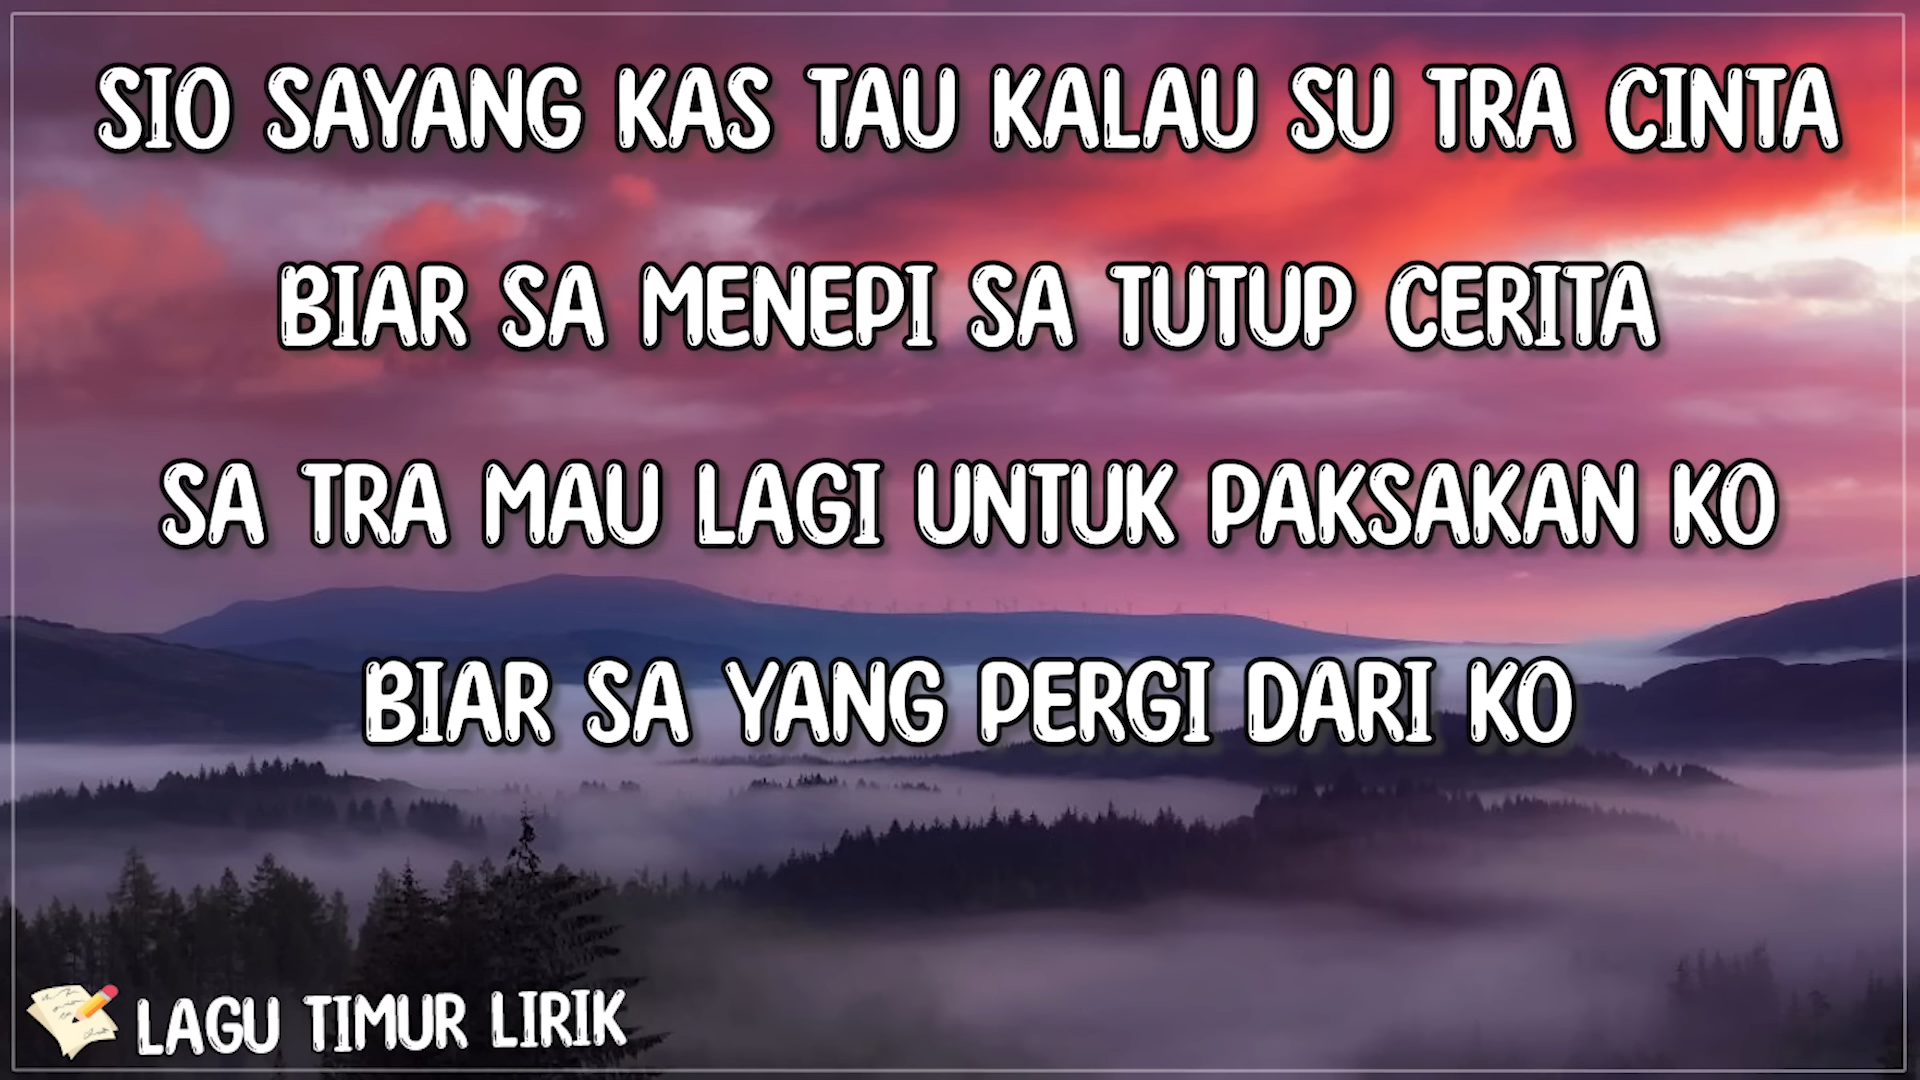 SIO SAYANG KAS TAU KALAU SU TRA CINTA
BIAR SA MENEPI SA TUTUP CERITA
SA TRA MAU LAGI UNTUK PAKSAKAN KO
BIAR SA YANG PERGI DARI KO
LAGU TIMUR LIRIK